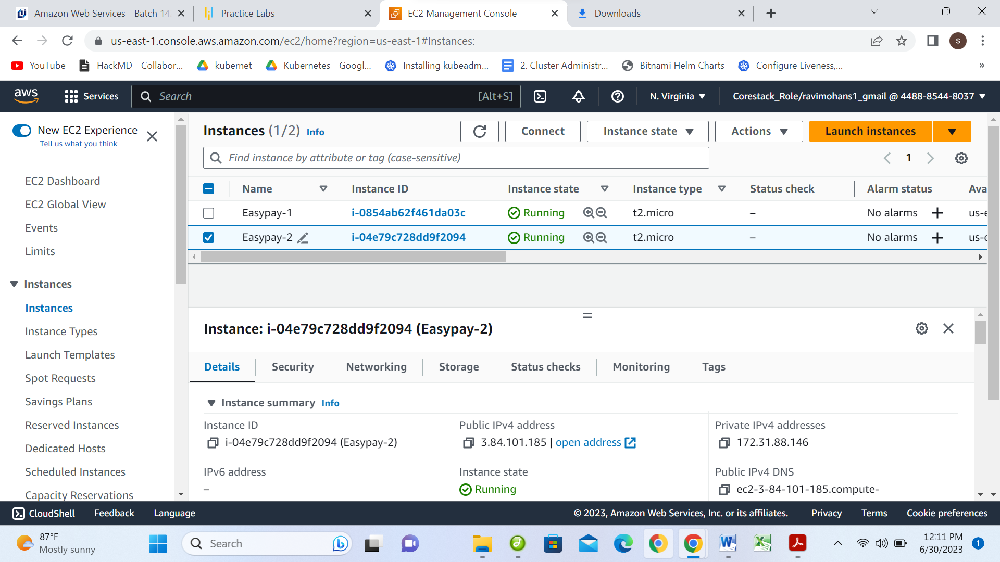 Amazon Web Services - Batch 14
Practice Labs
EC2 Management Console
Downloads
us-east-1.console.aws.amazon.com/ec2/home?region=us-east-1#Instances:
S
YouTube
HackMD - Collabor...
kubernet
Kubernetes - Googl...
Installing kubeadm...
2. Cluster Administr...
Bitnami Helm Charts
Configure Liveness,...
»
aws
Services
Search
[Alt+S]
N. Virginia
Corestack_Role/ravimohans1_gmail @ 4488-8544-8037
New EC2 Experience
Tell us what you think
EC2 Dashboard
EC2 Global View
Events
Limits
Instances
Instances
Instance Types
Launch Templates
Spot Requests
Savings Plans
Reserved Instances
Dedicated Hosts
Scheduled Instances
Capacity Reservations
Instances (1/2) Info
Connect
Instance state
Actions
Launch instances
Find instance by attribute or tag (case-sensitive)
1
Name Instance ID Instance state Instance type Status check Alarm status Ava
Easypay-1 i-0854ab62f461da03c Running t2.micro – No alarms + us-e
Easypay-2 i-04e79c728dd9f2094 Running t2.micro – No alarms + us-e
Instance: i-04e79c728dd9f2094 (Easypay-2)
Details Security Networking Storage Status checks Monitoring Tags
Instance summary Info
Instance ID
i-04e79c728dd9f2094 (Easypay-2)
Public IPv4 address
3.84.101.185 | open address
Private IPv4 addresses
172.31.88.146
IPv6 address
–
Instance state
Running
Public IPv4 DNS
ec2-3-84-101-185.compute-
CloudShell
Feedback
Language
© 2023, Amazon Web Services, Inc. or its affiliates.
Privacy
Terms
Cookie preferences
87°F
Mostly sunny
Search
12:11 PM
6/30/2023
1